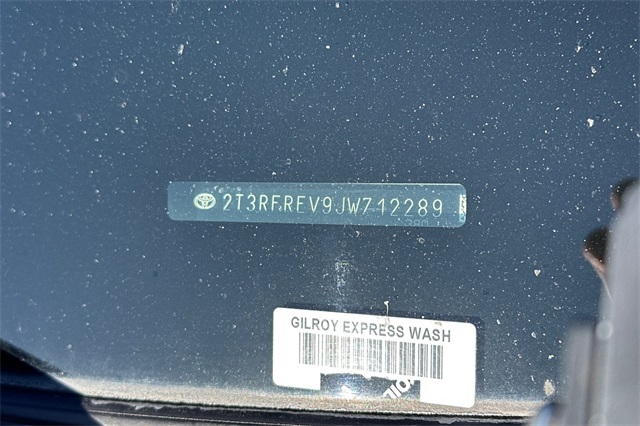 2T3RFREV9JW712289
GILROY EXPRESS WASH